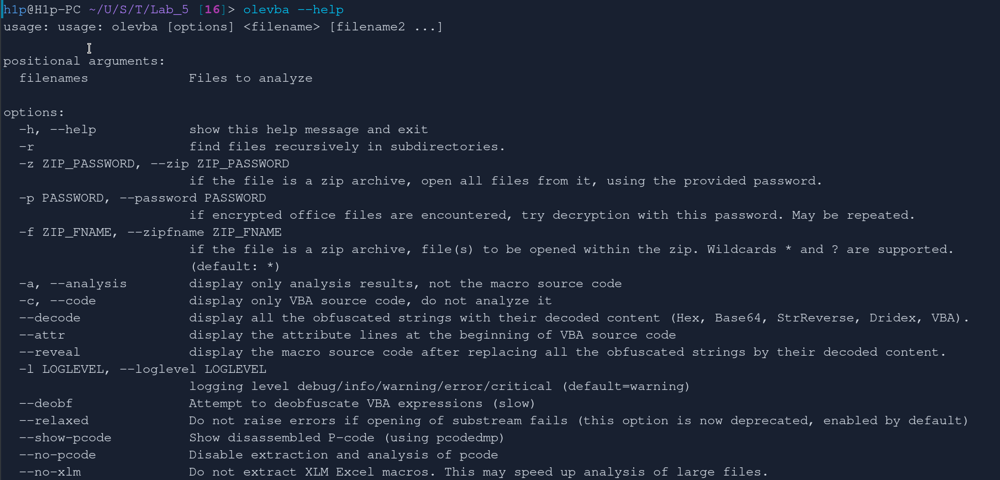 h1p@H1p-PC ~/U/S/T/Lab_5 [16]> olevba --help
usage: usage: olevba [options] <filename> [filename2 ...]
positional arguments:
  filenames             Files to analyze
options:
  -h, --help            show this help message and exit
  -r                    find files recursively in subdirectories.
  -z ZIP_PASSWORD, --zip ZIP_PASSWORD
                        if the file is a zip archive, open all files from it, using the provided password.
  -p PASSWORD, --password PASSWORD
                        if encrypted office files are encountered, try decryption with this password. May be repeated.
  -f ZIP_FNAME, --zipfname ZIP_FNAME
                        if the file is a zip archive, file(s) to be opened within the zip. Wildcards * and ? are supported.
                        (default: *)
  -a, --analysis        display only analysis results, not the macro source code
  -c, --code            display only VBA source code, do not analyze it
  --decode              display all the obfuscated strings with their decoded content (Hex, Base64, StrReverse, Dridex, VBA).
  --attr                display the attribute lines at the beginning of VBA source code
  --reveal              display the macro source code after replacing all the obfuscated strings by their decoded content.
  -l LOGLEVEL, --loglevel LOGLEVEL
                        logging level debug/info/warning/error/critical (default=warning)
  --deobf               Attempt to deobfuscate VBA expressions (slow)
  --relaxed             Do not raise errors if opening of substream fails (this option is now deprecated, enabled by default)
  --show-pcode          Show disassembled P-code (using pcodedmp)
  --no-pcode            Disable extraction and analysis of pcode
  --no-xlm              Do not extract XLM Excel macros. This may speed up analysis of large files.